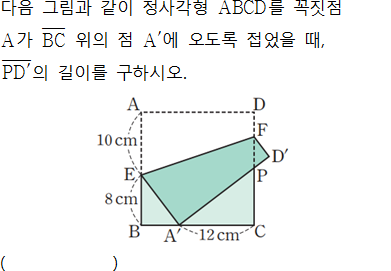 다음 그림과 같이 정사각형 ABCD를 꼭짓점
A가 BC 위의 점 A′에 오도록 접었을 때,
PD′의 길이를 구하시오.
A D
F
10 cm
D′
E P
8 cm
B A′ 12 cm C
( )